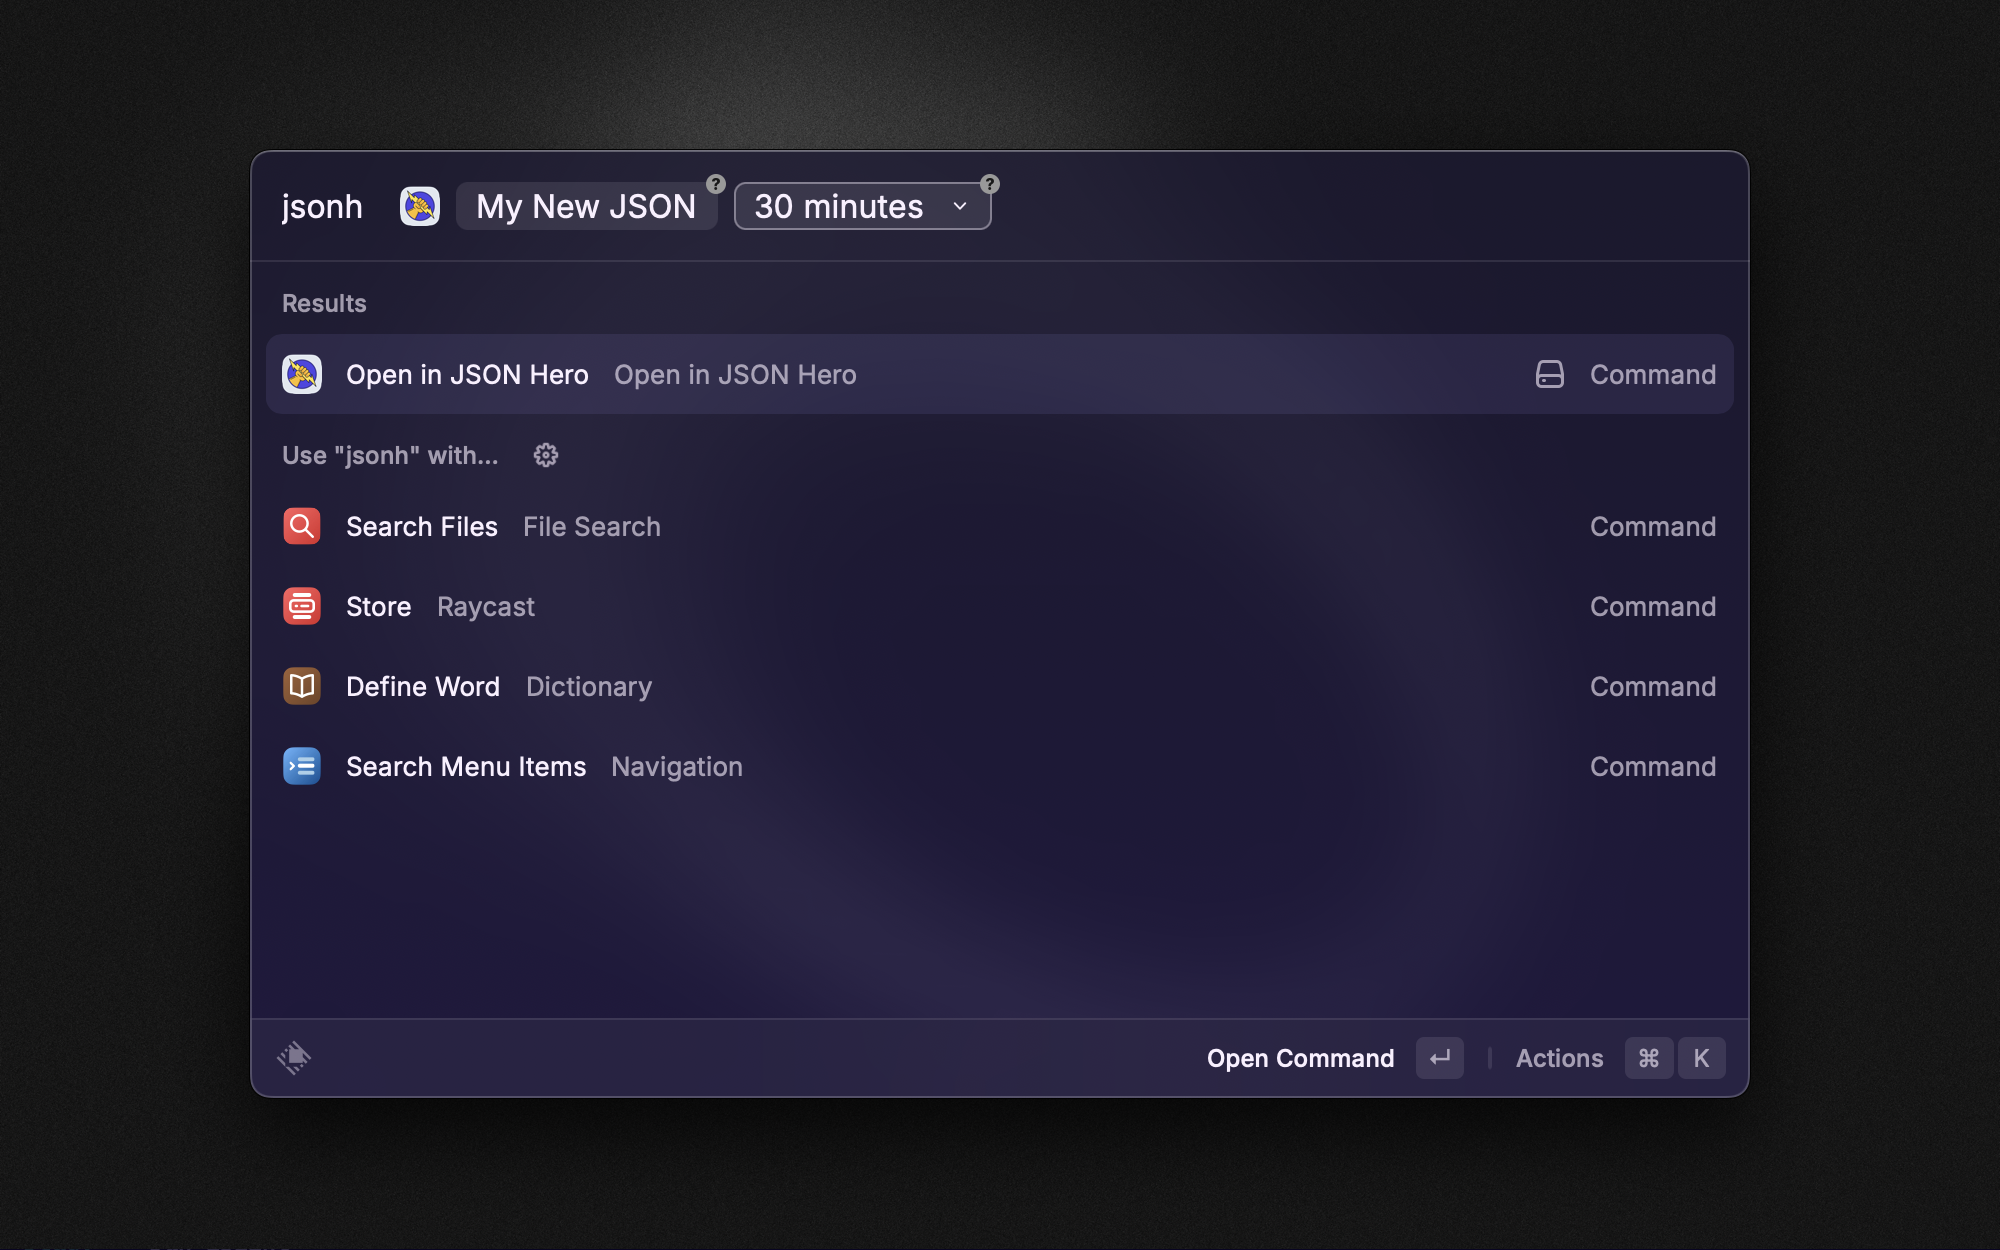 jsonh My New JSON ? 30 minutes ?
Results
Open in JSON Hero Open in JSON Hero Command
Use "jsonh" with...
Search Files File Search Command
Store Raycast Command
Define Word Dictionary Command
Search Menu Items Navigation Command
Open Command ↵ Actions ⌘ K